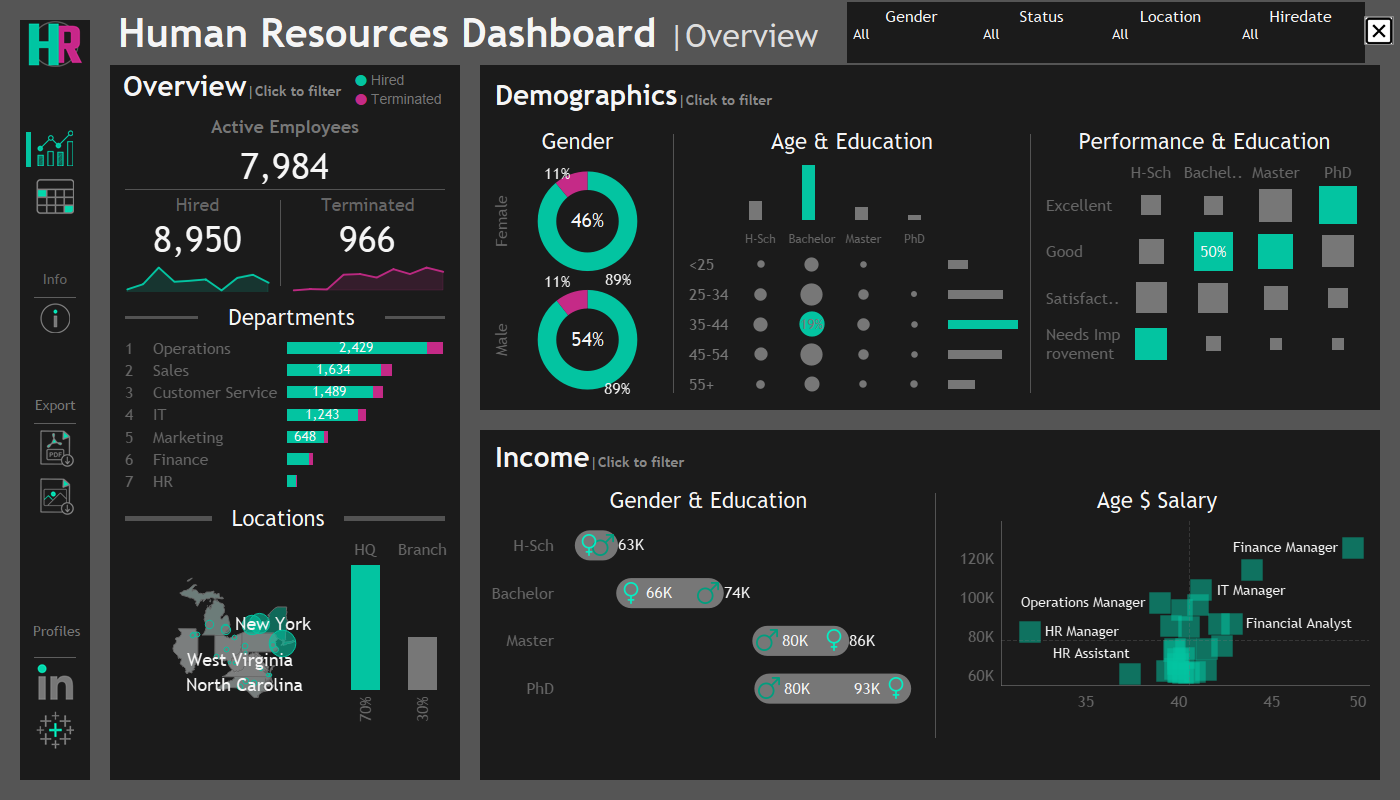 HR
Human Resources Dashboard |Overview
Gender Status Location Hiredate
All All All All
Overview|Click to filter
Hired
Terminated
Active Employees
7,984
Hired Terminated
8,950 966
Departments
1 Operations 2,429
2 Sales 1,634
3 Customer Service 1,489
4 IT 1,243
5 Marketing 648
6 Finance
7 HR
Locations
HQ Branch
New York
West Virginia
North Carolina
70% 30%
Info
Export
PDF
Profiles
in
Demographics|Click to filter
Gender
Female
11%
46%
89%
Male
11%
54%
89%
Age & Education
H-Sch Bachelor Master PhD
<25
25-34
35-44 19%
45-54
55+
Performance & Education
H-Sch Bachel.. Master PhD
Excellent
Good 50%
Satisfact..
Needs Imp
rovement
Income|Click to filter
Gender & Education
H-Sch 63K
Bachelor 66K 74K
Master 80K 86K
PhD 80K 93K
Age $ Salary
120K
100K
80K
60K
Finance Manager
IT Manager
Operations Manager
Financial Analyst
HR Manager
HR Assistant
35 40 45 50